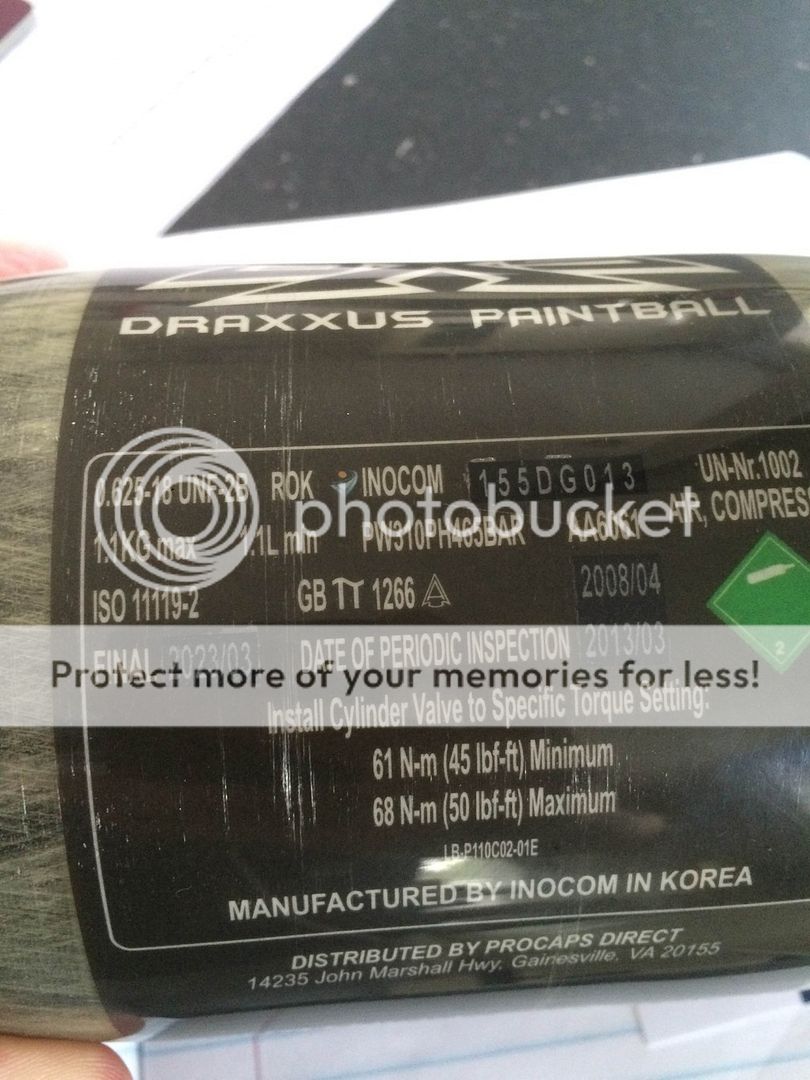 DRAXXUS PAINTBALL
0.625-18 UNF-2B ROK INOCOM 155DG013 UN-Nr.1002
1.1KG max 1.1L min PW310PH465BAR AA6061 AIR, COMPRES
ISO 11119-2 GB 1266 2008/04
2
FINAL 2023/03 DATE OF PERIODIC INSPECTION 2013/03
photobucket
Protect more of your memories for less!
Install Cylinder Valve to Specific Torque Setting:
61 N-m (45 lbf-ft) Minimum
68 N-m (50 lbf-ft) Maximum
LB-P110C02-01E
MANUFACTURED BY INOCOM IN KOREA
DISTRIBUTED BY PROCAPS DIRECT
14235 John Marshall Hwy. Gainesville, VA 20155